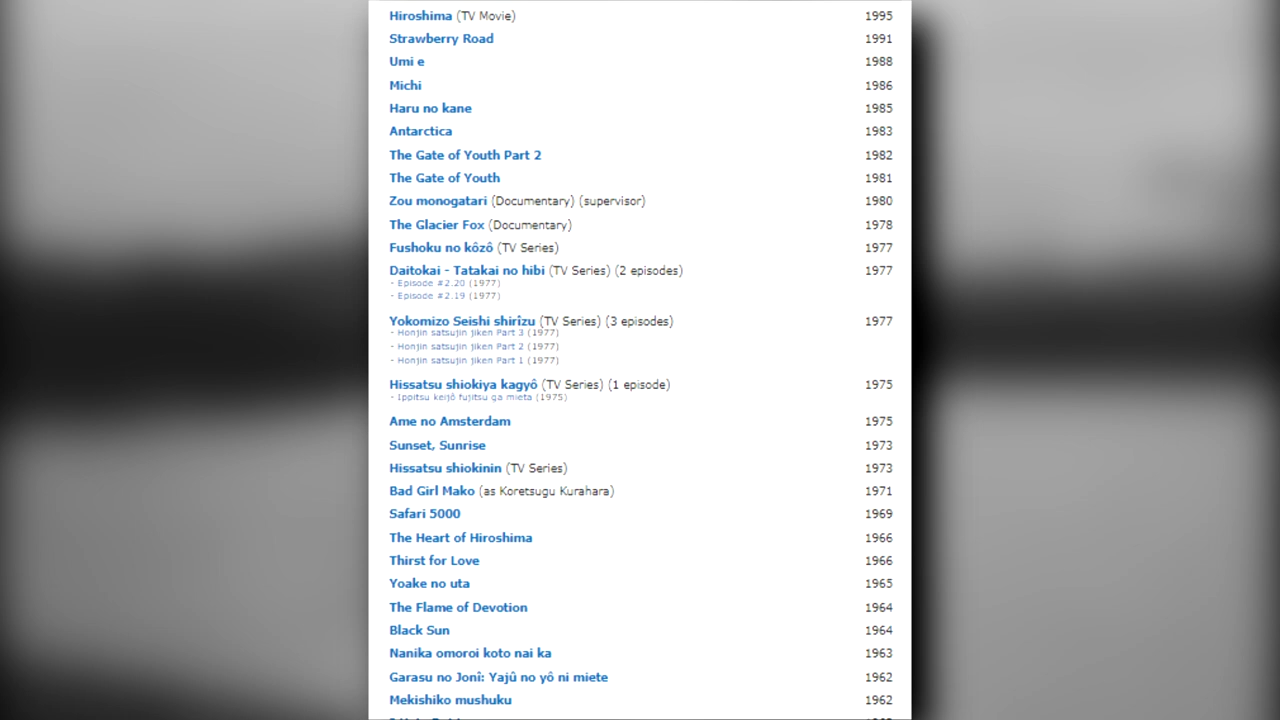 Hiroshima (TV Movie) 1995
Strawberry Road 1991
Umi e 1988
Michi 1986
Haru no kane 1985
Antarctica 1983
The Gate of Youth Part 2 1982
The Gate of Youth 1981
Zou monogatari (Documentary) (supervisor) 1980
The Glacier Fox (Documentary) 1978
Fushoku no kôzô (TV Series) 1977
Daitokai - Tatakai no hibi (TV Series) (2 episodes) 1977
- Episode #2.20 (1977)
- Episode #2.19 (1977)
Yokomizo Seishi shirîzu (TV Series) (3 episodes) 1977
- Honjin satsujin jiken Part 3 (1977)
- Honjin satsujin jiken Part 2 (1977)
- Honjin satsujin jiken Part 1 (1977)
Hissatsu shiokiya kagyô (TV Series) (1 episode) 1975
- Ippitsu keijô fujitsu ga mieta (1975)
Ame no Amsterdam 1975
Sunset, Sunrise 1973
Hissatsu shiokinin (TV Series) 1973
Bad Girl Mako (as Koretsugu Kurahara) 1971
Safari 5000 1969
The Heart of Hiroshima 1966
Thirst for Love 1966
Yoake no uta 1965
The Flame of Devotion 1964
Black Sun 1964
Nanika omoroi koto nai ka 1963
Garasu no Jonî: Yajû no yô ni miete 1962
Mekishiko mushuku 1962